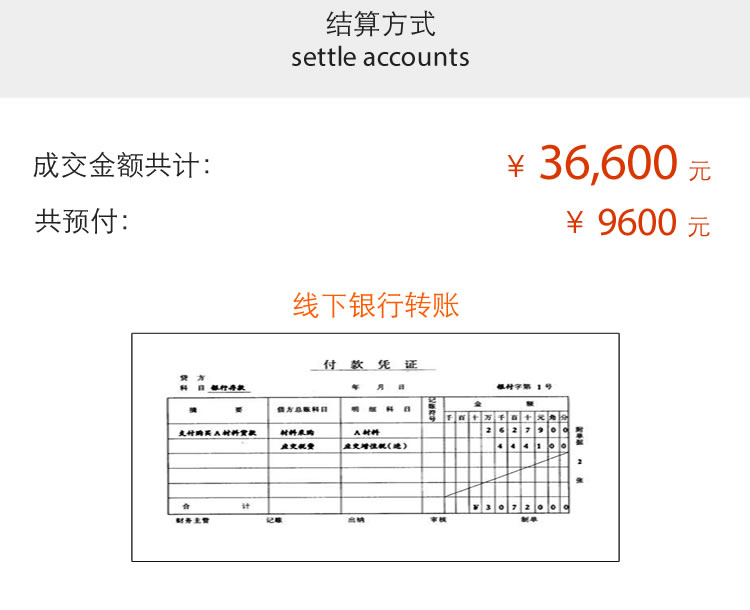 结算方式
settle accounts
成交金额共计： ¥ 36,600 元
共预付： ¥ 9600 元
线下银行转账
付 款 凭 证
贷 方
科 目 银行存款 年 月 日 银付字第 1 号
摘 要 借方总账科目 明 细 科 目 记账符号 金 额
千 百 十 万 千 百 十 元 角 分
支付购买A材料货款 材料采购 A材料 2 6 2 7 9 0 0
应交税费 应交增值税(进) 4 4 4 1 0 0
附单据 2 张
合 计 ¥ 3 0 7 2 0 0 0
财务主管 记账 出纳 审核 制单